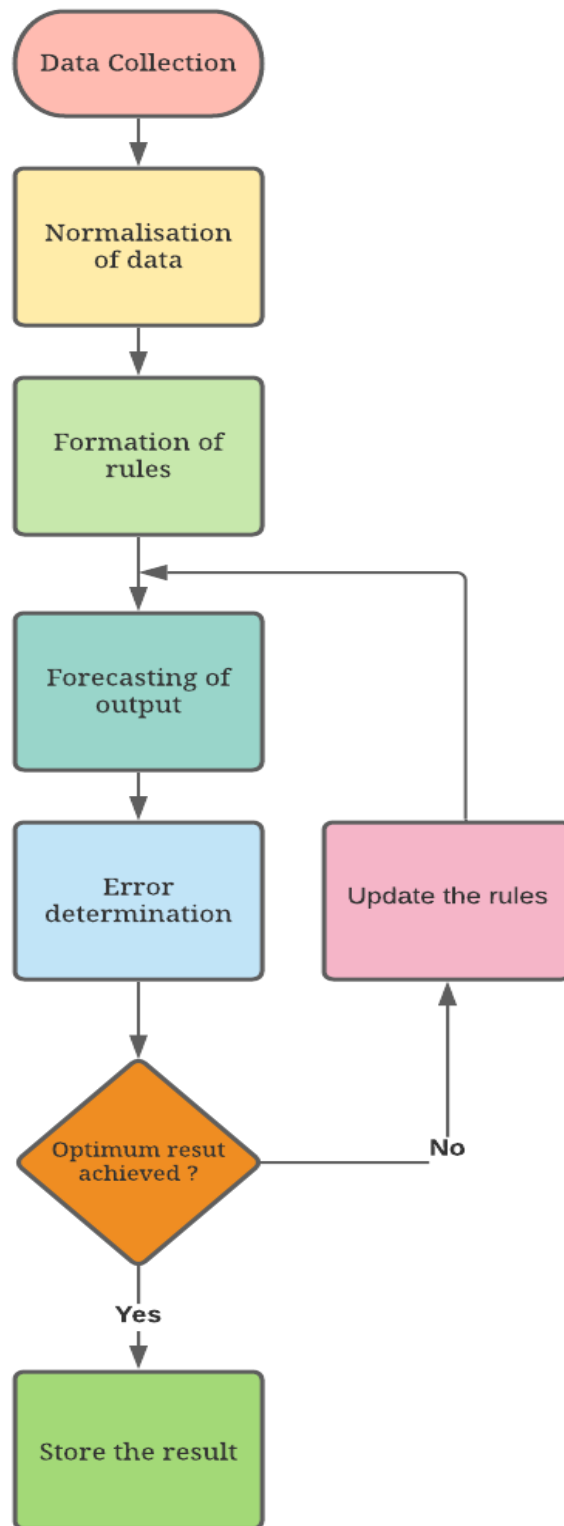 Data Collection
Normalisation
of data
Formation of
rules
Forecasting of
output
Error
determination
Update the rules
Optimum resut
achieved ?
No
Yes
Store the result